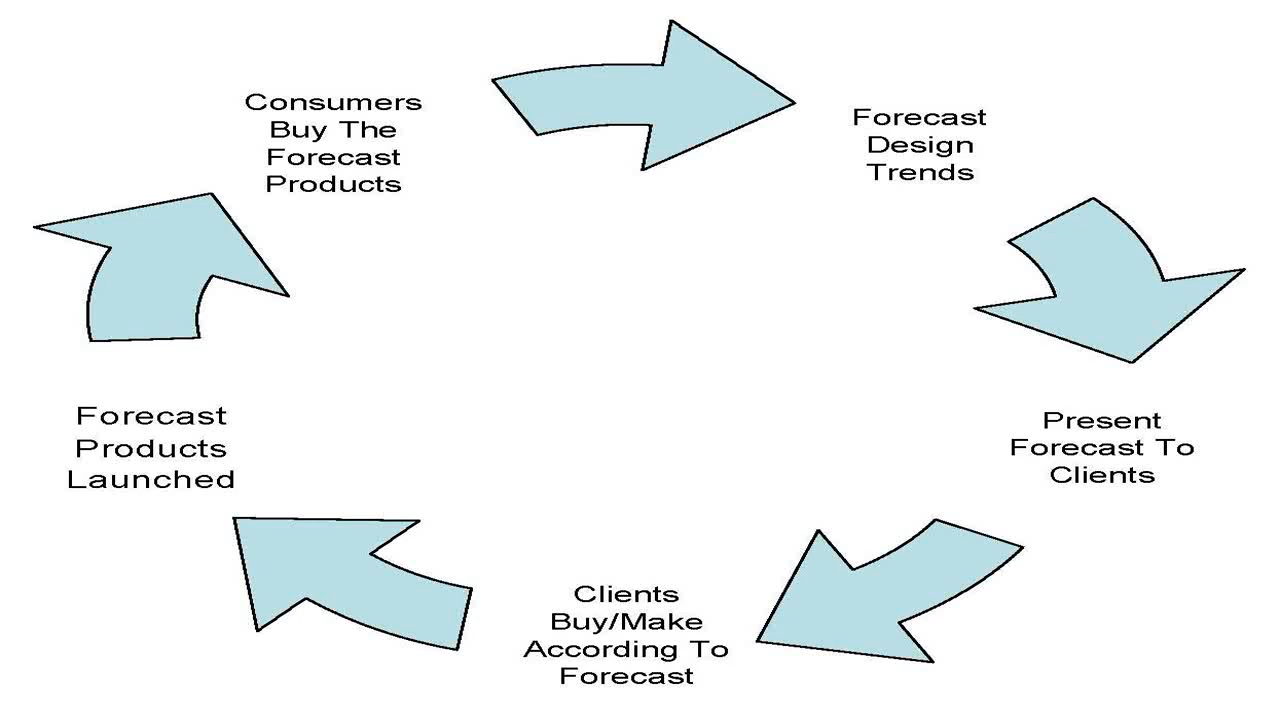 Consumers
Buy The
Forecast
Products
Forecast
Design
Trends
Present
Forecast To
Clients
Clients
Buy/Make
According To
Forecast
Forecast
Products
Launched